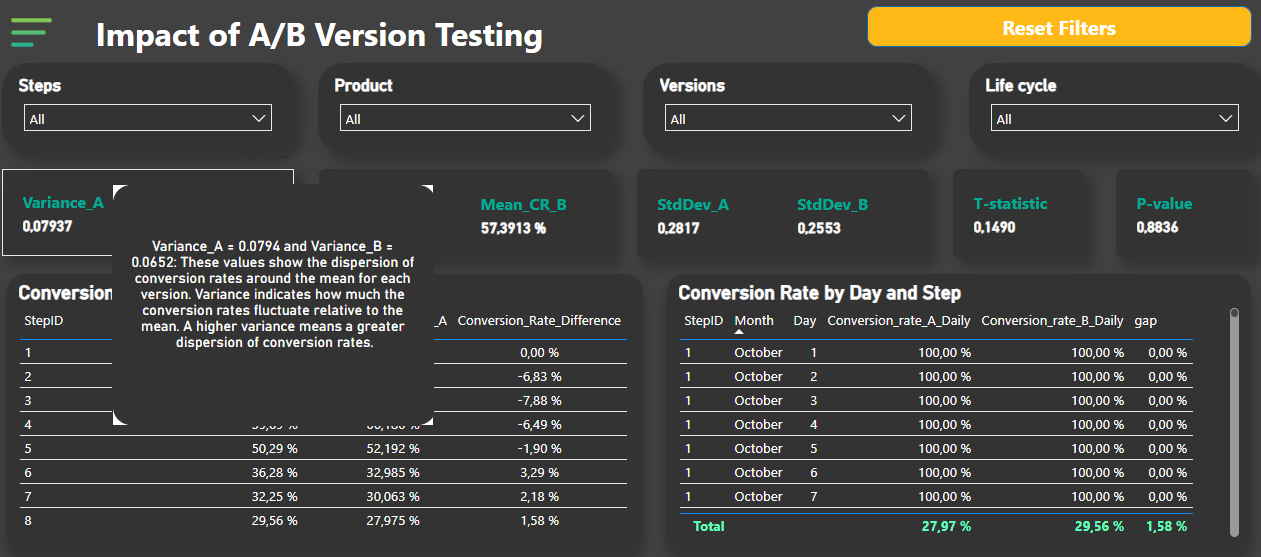 Impact of A/B Version Testing
Reset Filters
Steps
Product
Versions
Life cycle
All
All
All
All
Variance_A
0,07937
Mean_CR_B
57,3913 %
StdDev_A
0,2817
StdDev_B
0,2553
T-statistic
0,1490
P-value
0,8836
Variance_A = 0.0794 and Variance_B =
0.0652: These values show the dispersion of
conversion rates around the mean for each
version. Variance indicates how much the
conversion rates fluctuate relative to the
mean. A higher variance means a greater
dispersion of conversion rates.
Conversion
StepID _A Conversion_Rate_Difference
1 0,00 %
2 -6,83 %
3 -7,88 %
4 -6,49 %
5 50,29 % 52,192 % -1,90 %
6 36,28 % 32,985 % 3,29 %
7 32,25 % 30,063 % 2,18 %
8 29,56 % 27,975 % 1,58 %
Conversion Rate by Day and Step
StepID Month Day Conversion_rate_A_Daily Conversion_rate_B_Daily gap
1 October 1 100,00 % 100,00 % 0,00 %
1 October 2 100,00 % 100,00 % 0,00 %
1 October 3 100,00 % 100,00 % 0,00 %
1 October 4 100,00 % 100,00 % 0,00 %
1 October 5 100,00 % 100,00 % 0,00 %
1 October 6 100,00 % 100,00 % 0,00 %
1 October 7 100,00 % 100,00 % 0,00 %
Total 27,97 % 29,56 % 1,58 %